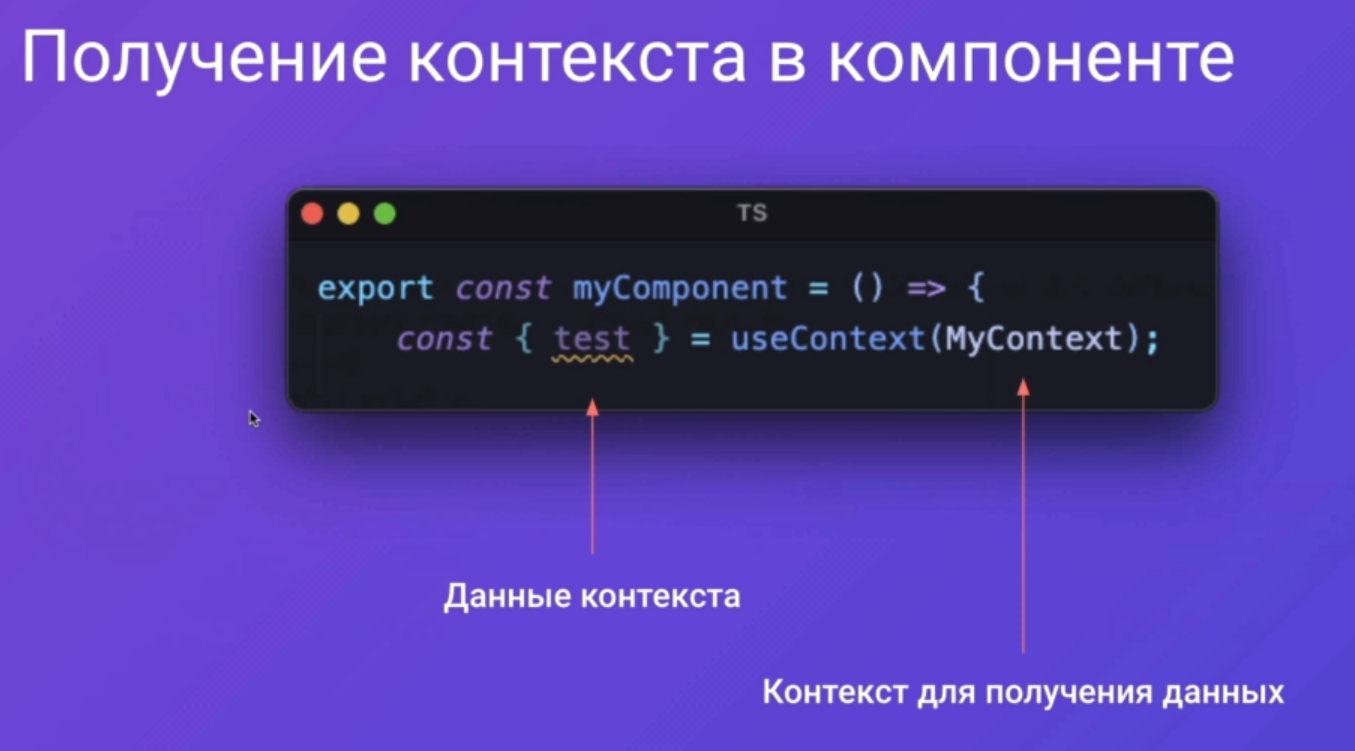 Получение контекста в компоненте
TS
export const myComponent = () => {
const { test } = useContext(MyContext);
Данные контекста
Контекст для получения данных